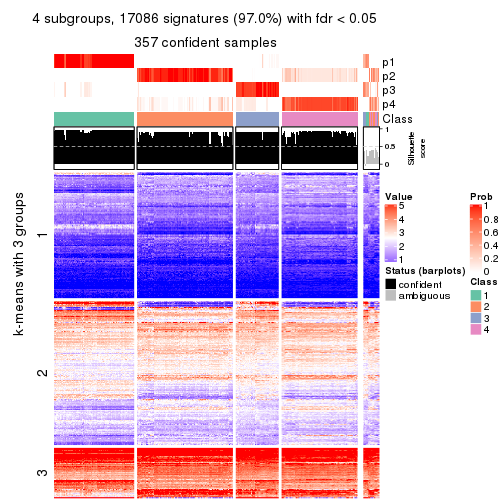 4 subgroups, 17086 signatures (97.0%) with fdr < 0.05
357 confident samples
p1
p2
p3
p4
Class
1
0.5
0
Silhouette
score
k-means with 3 groups
1
2
3
Value
5
4
3
2
1
Status (barplots)
confident
ambiguous
Prob
1
0.8
0.6
0.4
0.2
0
Class
1
2
3
4